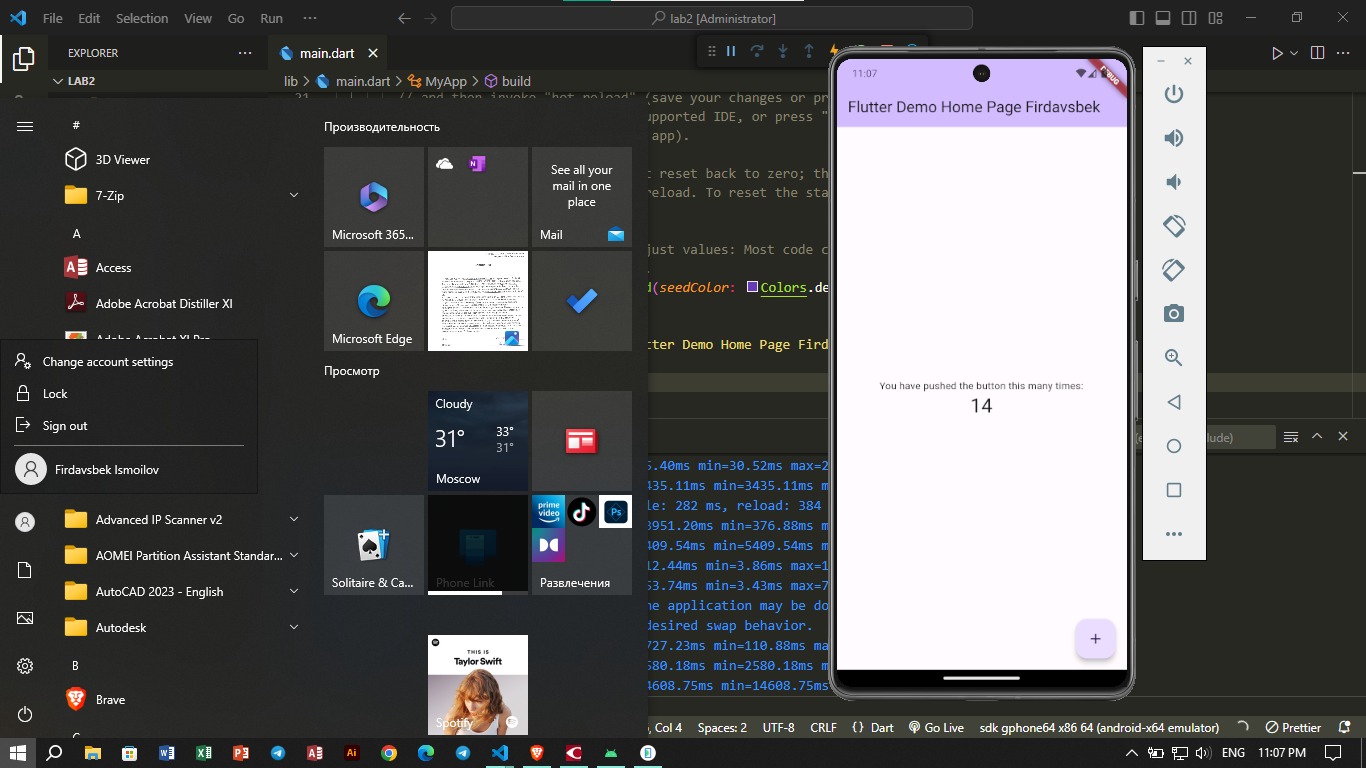 File Edit Selection View Go Run ···
lab2 [Administrator]
EXPLORER
main.dart
LAB2
lib > main.dart > MyApp > build
21
// and then invoke "hot reload" (save your changes or pr
upported IDE, or press "
app).
t reset back to zero; th
reload. To reset the sta
just values: Most code c
d(seedColor: Colors.de
tter Demo Home Page Fird
#
3D Viewer
7-Zip
A
Access
Adobe Acrobat Distiller XI
Adobe Acrobat XI Pro
Change account settings
Lock
Sign out
Firdavsbek Ismoilov
Advanced IP Scanner v2
AOMEI Partition Assistant Standar...
AutoCAD 2023 - English
Autodesk
B
Brave
Производительность
Microsoft 365...
See all your
mail in one
place
Mail
Microsoft Edge
Просмотр
Cloudy
31°
33°
31°
Moscow
Solitaire & Ca...
Phone Link
prime video
Ps
Развлечения
THIS IS
Taylor Swift
Spotify
5.40ms min=30.52ms max=2
435.11ms min=3435.11ms m
le: 282 ms, reload: 384
8951.20ms min=376.88ms m
409.54ms min=5409.54ms m
12.44ms min=3.86ms max=1
53.74ms min=3.43ms max=7
he application may be do
desired swap behavior.
727.23ms min=110.88ms ma
580.18ms min=2580.18ms m
4608.75ms min=14608.75ms
11:07
DEBUG
Flutter Demo Home Page Firdavsbek
You have pushed the button this many times:
14
+
lude)
, Col 4 Spaces: 2 UTF-8 CRLF { } Dart Go Live sdk gphone64 x86 64 (android-x64 emulator) Prettier
ENG 11:07 PM